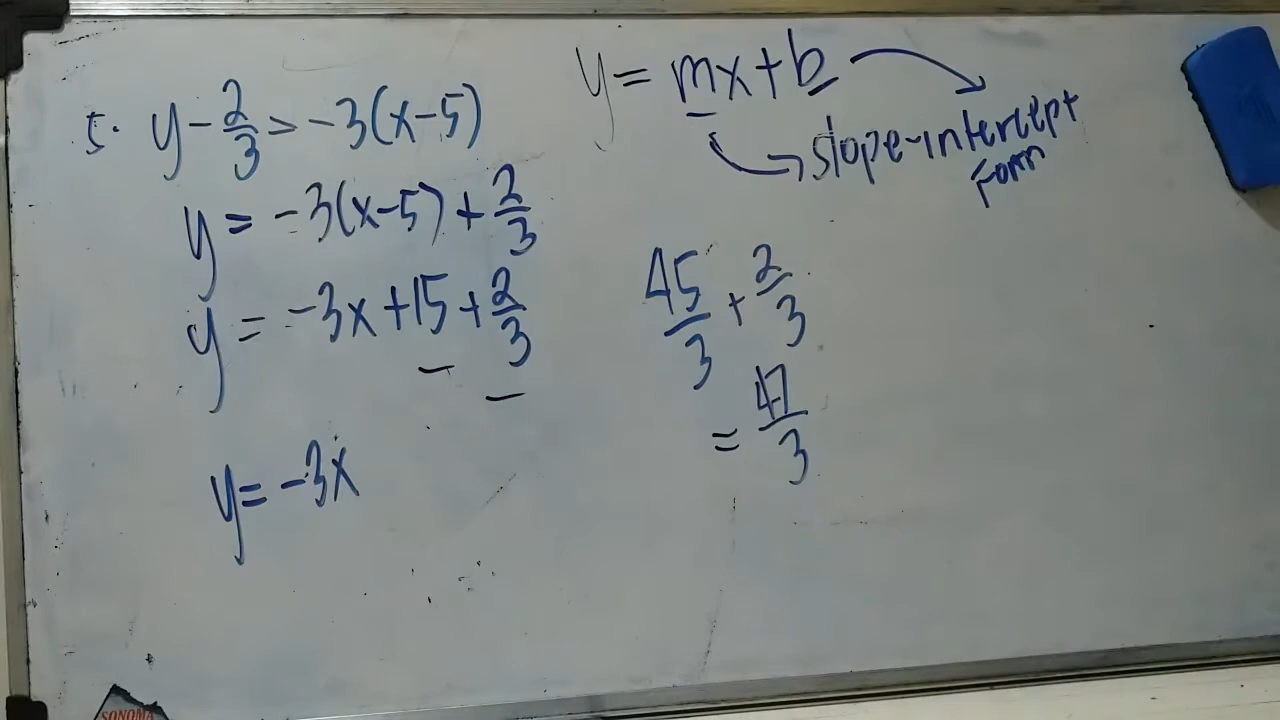 5. y - 2/3 = -3(x-5)
y = -3(x-5) + 2/3
y = -3x + 15 + 2/3
y = -3x
y = mx + b
slope-intercept
form
45/3 + 2/3
= 47/3
SONOMA